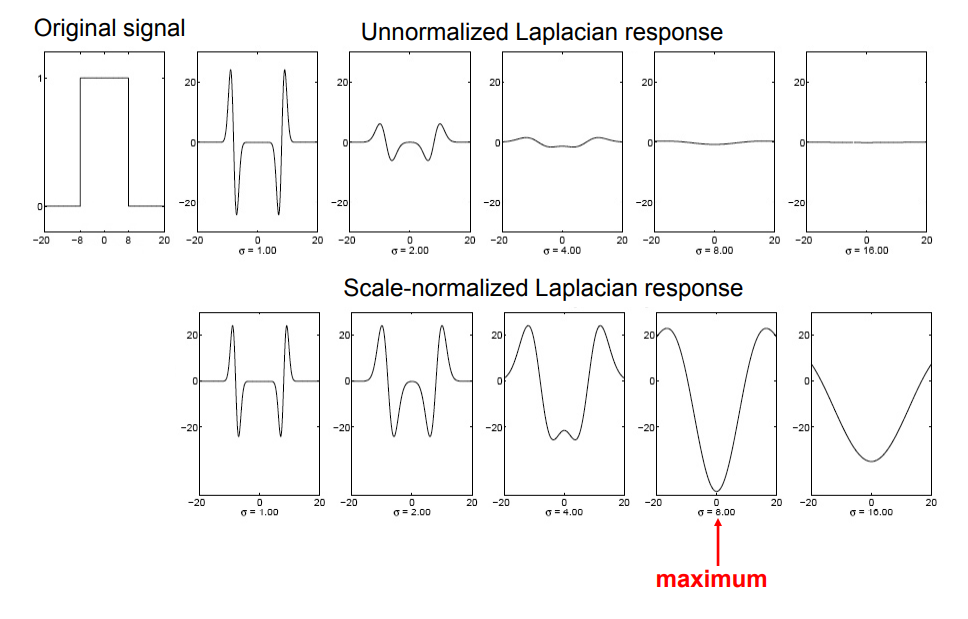 Original signal
Unnormalized Laplacian response
1
0
-20 -8 0 8 20
20
0
-20
-20 0 20
σ = 1.00
20
0
-20
-20 0 20
σ = 2.00
20
0
-20
-20 0 20
σ = 4.00
20
0
-20
-20 0 20
σ = 8.00
20
0
-20
-20 0 20
σ = 16.00
Scale-normalized Laplacian response
20
0
-20
-20 0 20
σ = 1.00
20
0
-20
-20 0 20
σ = 2.00
20
0
-20
-20 0 20
σ = 4.00
20
0
-20
-20 0 20
σ = 8.00
20
0
-20
-20 0 20
σ = 16.00
maximum